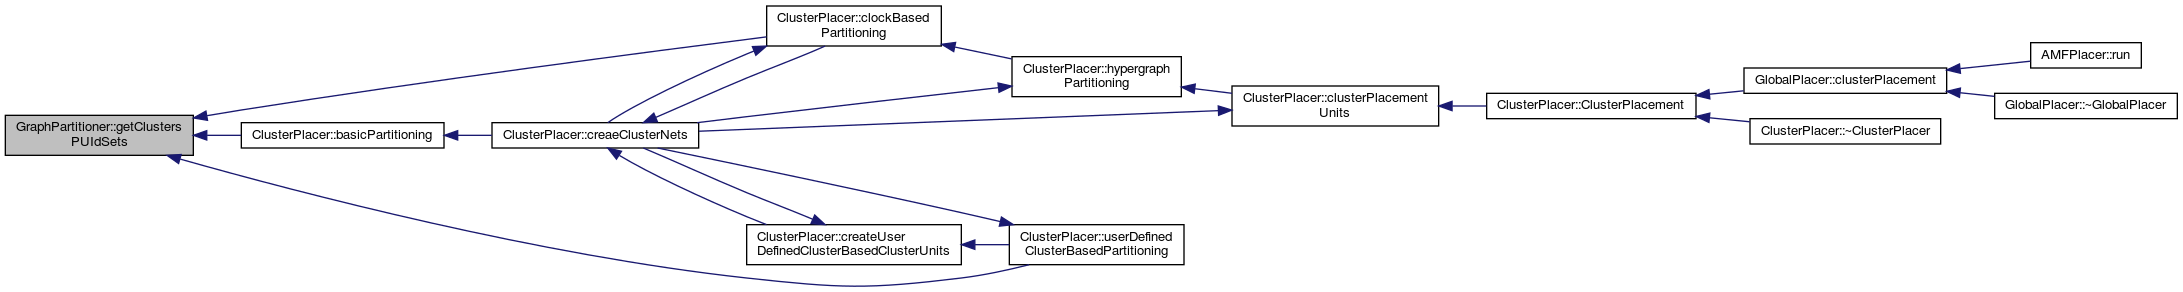 GraphPartitioner::getClusters
PUIdSets
ClusterPlacer::basicPartitioning
ClusterPlacer::creaeClusterNets
ClusterPlacer::clockBased
Partitioning
ClusterPlacer::createUser
DefinedClusterBasedClusterUnits
ClusterPlacer::hypergraph
Partitioning
ClusterPlacer::userDefined
ClusterBasedPartitioning
ClusterPlacer::clusterPlacement
Units
ClusterPlacer::ClusterPlacement
GlobalPlacer::clusterPlacement
ClusterPlacer::~ClusterPlacer
AMFPlacer::run
GlobalPlacer::~GlobalPlacer